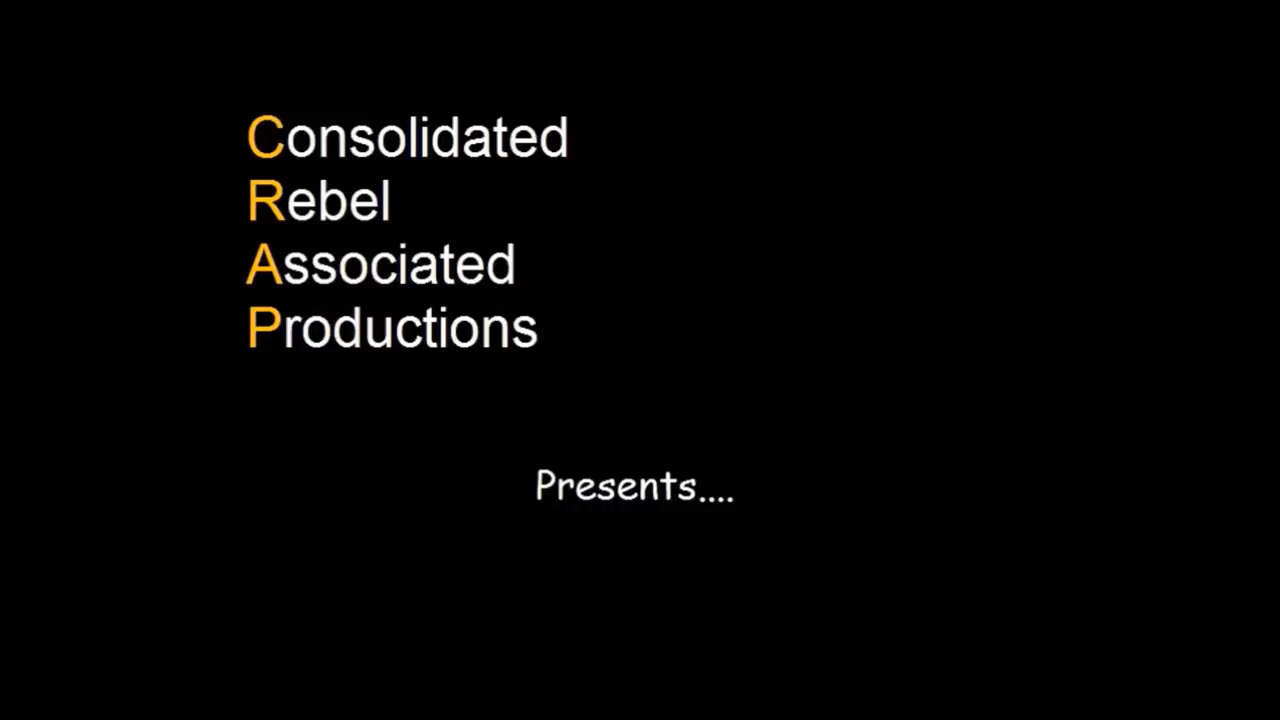 Consolidated
Rebel
Associated
Productions
Presents....